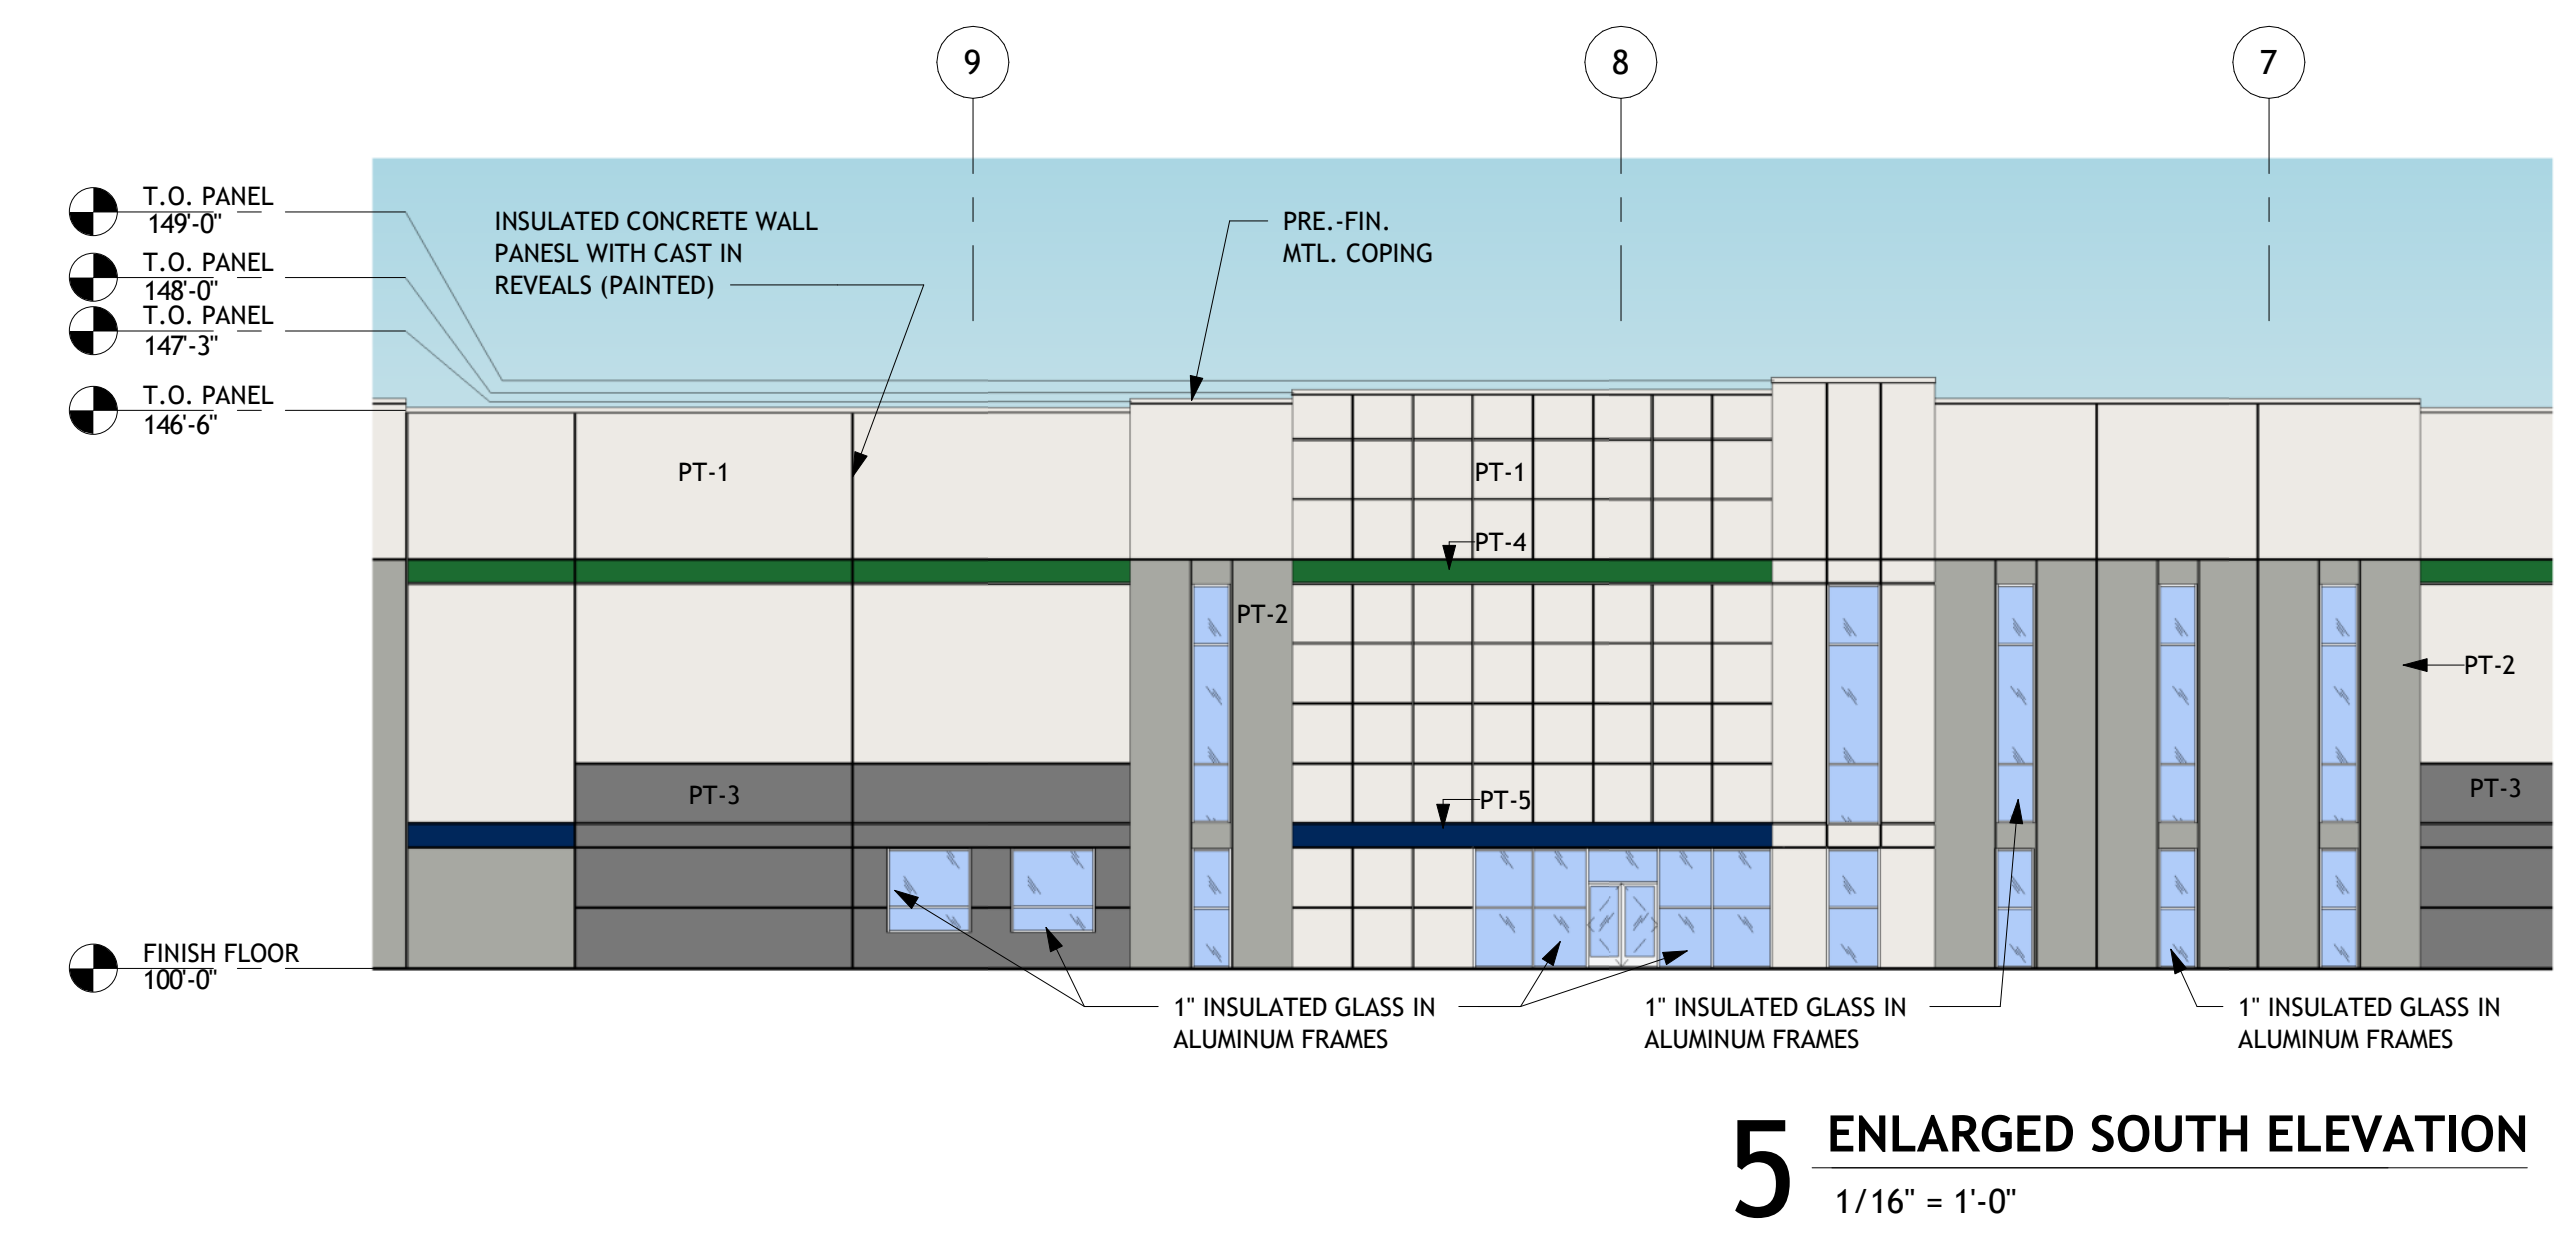 9
8
7
T.O. PANEL
149'-0"
T.O. PANEL
148'-0"
T.O. PANEL
147'-3"
T.O. PANEL
146'-6"
INSULATED CONCRETE WALL
PANESL WITH CAST IN
REVEALS (PAINTED)
PRE.-FIN.
MTL. COPING
PT-1
PT-1
PT-4
PT-2
PT-2
PT-3
PT-5
PT-3
FINISH FLOOR
100'-0"
1" INSULATED GLASS IN
ALUMINUM FRAMES
1" INSULATED GLASS IN
ALUMINUM FRAMES
1" INSULATED GLASS IN
ALUMINUM FRAMES
5
ENLARGED SOUTH ELEVATION
1/16" = 1'-0"